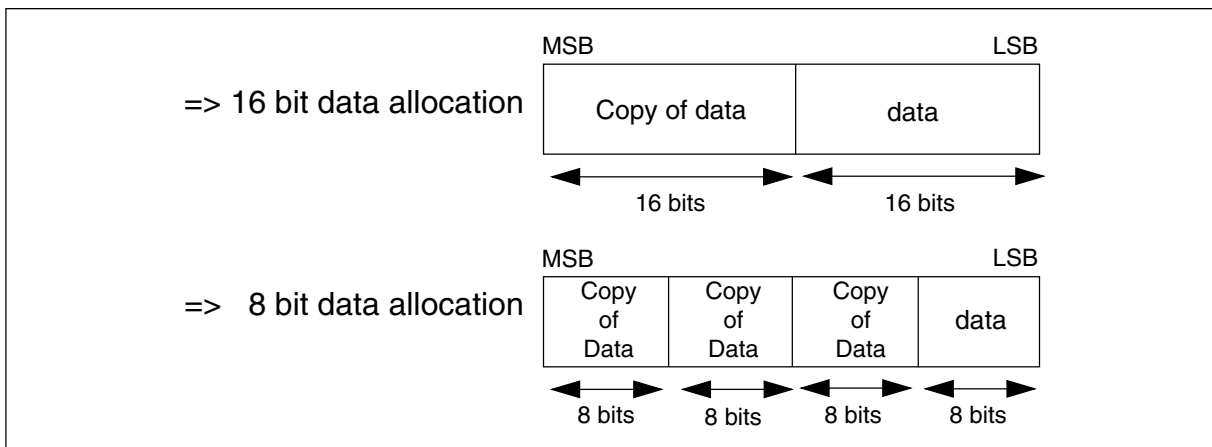 MSB LSB
=> 16 bit data allocation
Copy of data data
16 bits 16 bits
MSB LSB
=> 8 bit data allocation
Copy of Data Copy of Data Copy of Data data
8 bits 8 bits 8 bits 8 bits